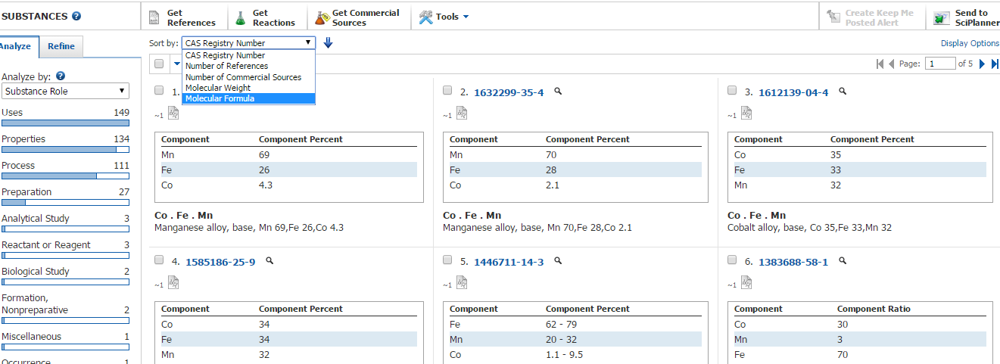 SUBSTANCES ?
Get References
Get Reactions
Get Commercial Sources
Tools
Create Keep Me Posted Alert
Send to SciPlanner
Analyze
Refine
Sort by:
CAS Registry Number
Display Options
CAS Registry Number
Number of References
Number of Commercial Sources
Molecular Weight
Molecular Formula
Page: 1 of 5
Analyze by: ?
Substance Role
Uses 149
Properties 134
Process 111
Preparation 27
Analytical Study 3
Reactant or Reagent 3
Biological Study 2
Formation,
Nonpreparative 2
Miscellaneous 1
Occurrence 1
1.
~1
Component Component Percent
Mn 69
Fe 26
Co 4.3
Co . Fe . Mn
Manganese alloy, base, Mn 69,Fe 26,Co 4.3
2. 1632299-35-4
~1
Component Component Percent
Mn 70
Fe 28
Co 2.1
Co . Fe . Mn
Manganese alloy, base, Mn 70,Fe 28,Co 2.1
3. 1612139-04-4
~1
Component Component Percent
Co 35
Fe 33
Mn 32
Co . Fe . Mn
Cobalt alloy, base, Co 35,Fe 33,Mn 32
4. 1585186-25-9
~1
Component Component Percent
Co 34
Fe 34
Mn 32
5. 1446711-14-3
~1
Component Component Percent
Fe 62 - 79
Mn 20 - 32
Co 1.1 - 9.5
6. 1383688-58-1
~1
Component Component Ratio
Co 30
Mn 3
Fe 70